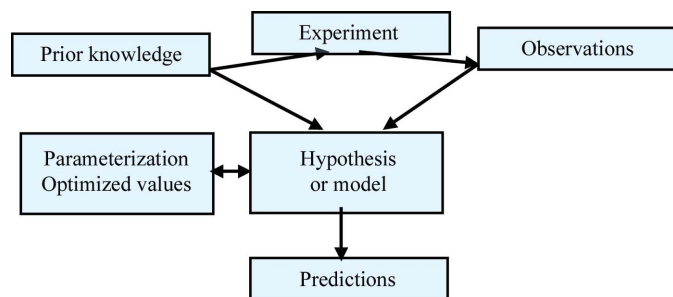 Experiment
Prior knowledge
Observations
Parameterization
Optimized values
Hypothesis
or model
Predictions